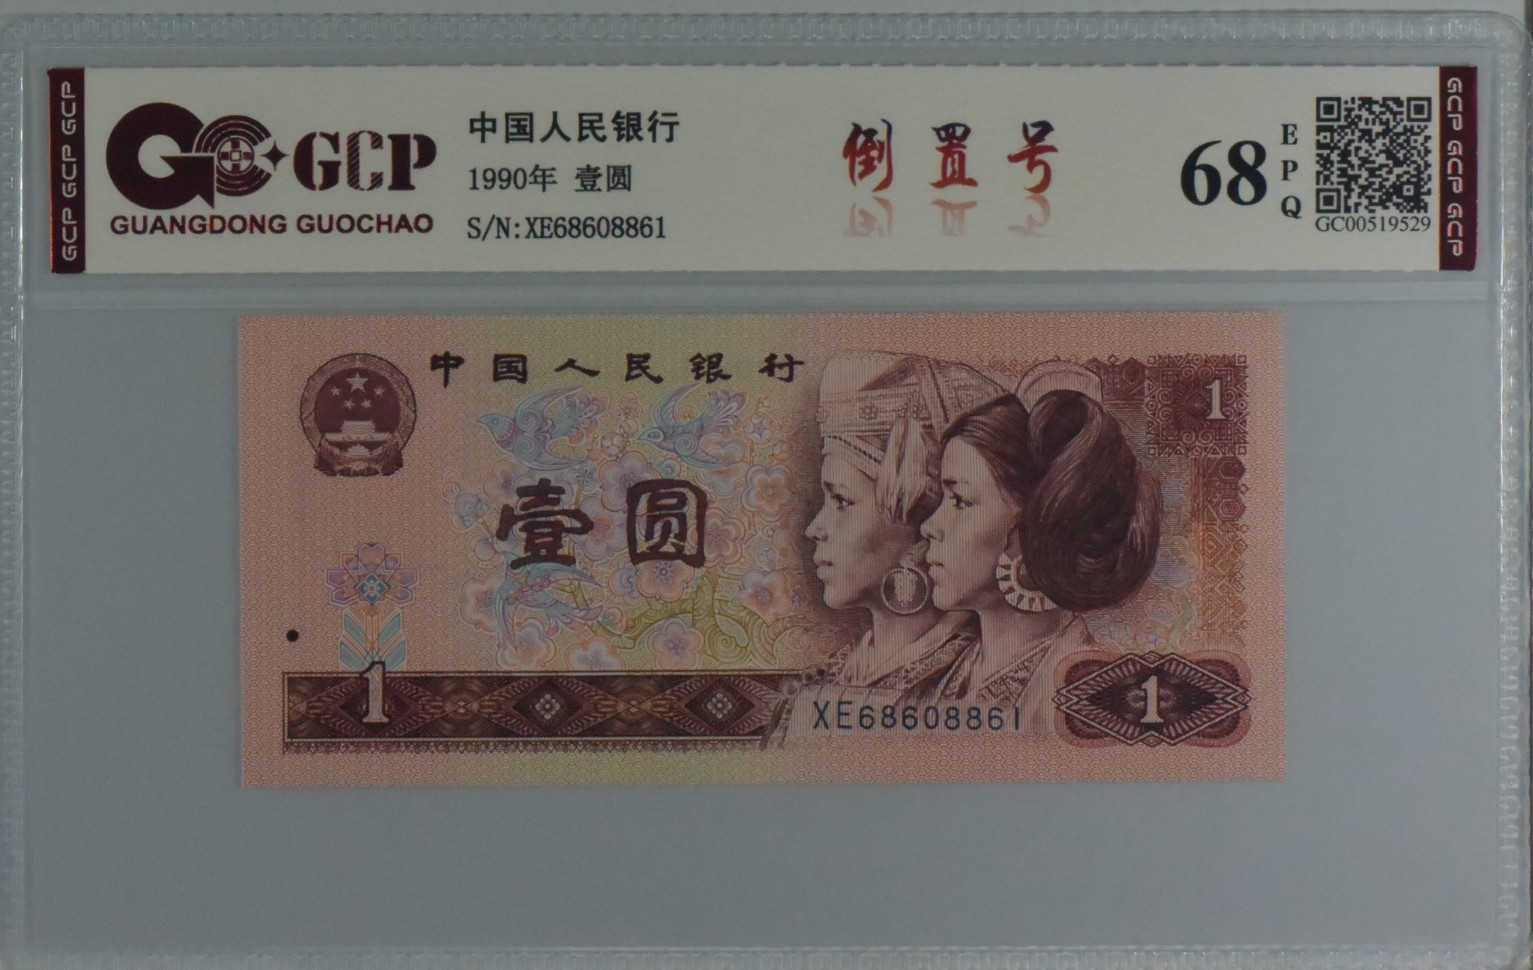 GCP GCP GCP
GCP
GUANGDONG GUOCHAO
中国人民银行
1990年 壹圆
S/N:XE68608861
倒置号
68
EPQ
GC00519529
GCP GCP GCP
中国人民银行
1
壹圆
1
XE68608861
1